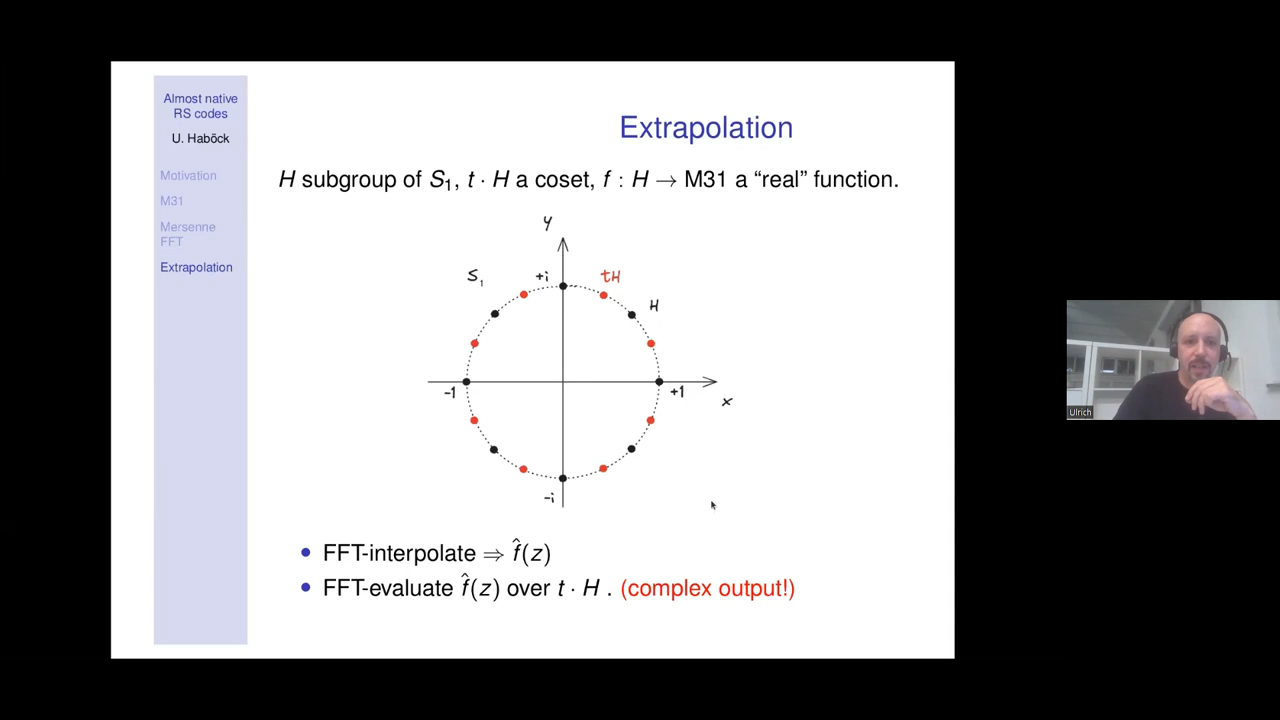 Almost native
RS codes
U. Haböck
Motivation
M31
Mersenne
FFT
Extrapolation
Extrapolation
H subgroup of S₁, t · H a coset, f : H → M31 a “real” function.
y
S₁
+i
tH
H
-1
+1
x
-i
• FFT-interpolate ⇒ f̂(z)
• FFT-evaluate f̂(z) over t · H . (complex output!)
Ulrich